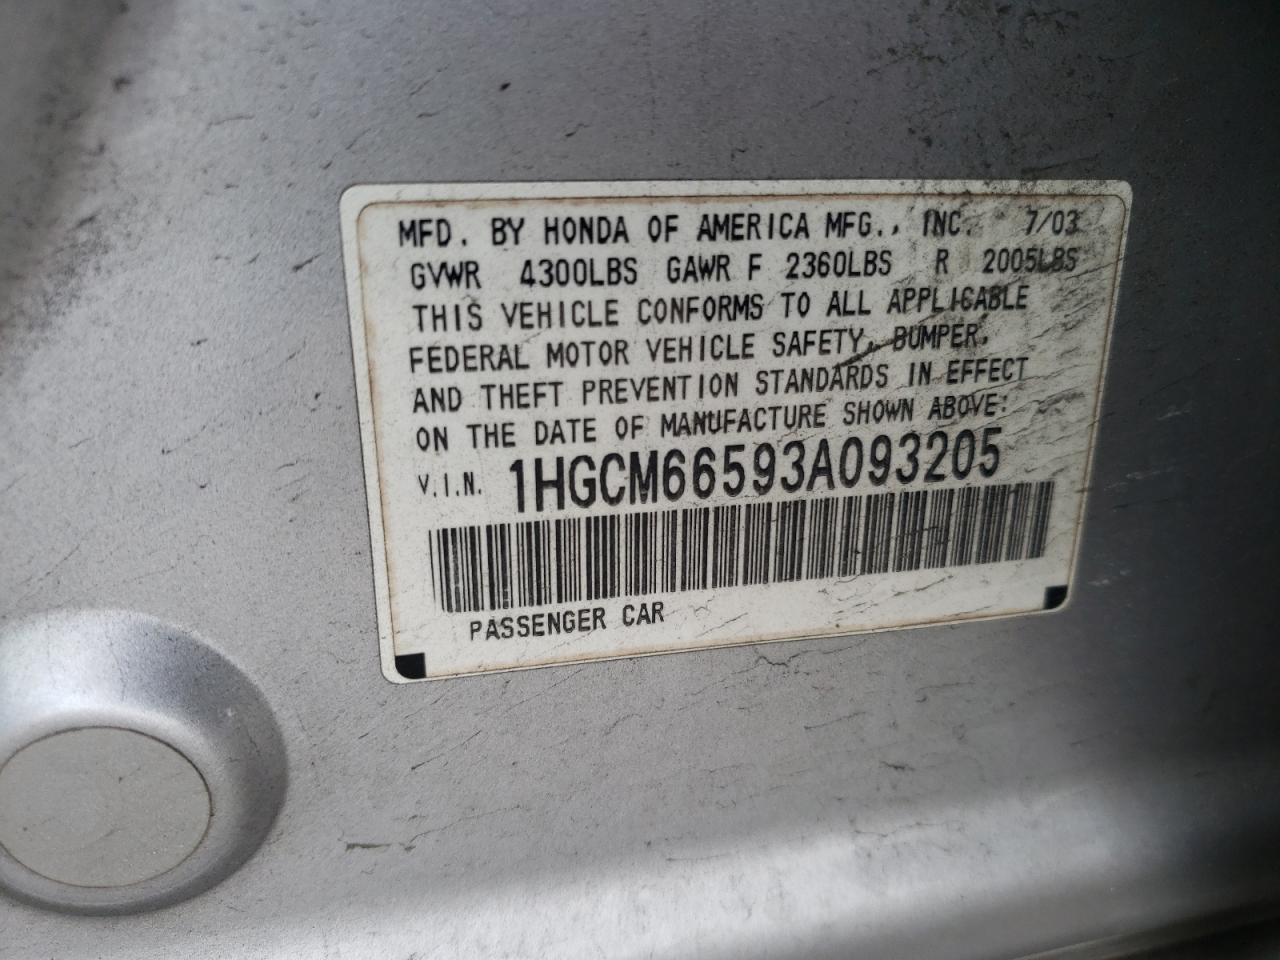 MFD. BY HONDA OF AMERICA MFG., INC. 7/03
GVWR 4300LBS GAWR F 2360LBS R 2005LBS
THIS VEHICLE CONFORMS TO ALL APPLICABLE
FEDERAL MOTOR VEHICLE SAFETY, BUMPER,
AND THEFT PREVENTION STANDARDS IN EFFECT
ON THE DATE OF MANUFACTURE SHOWN ABOVE:
V.I.N. 1HGCM66593A093205
PASSENGER CAR